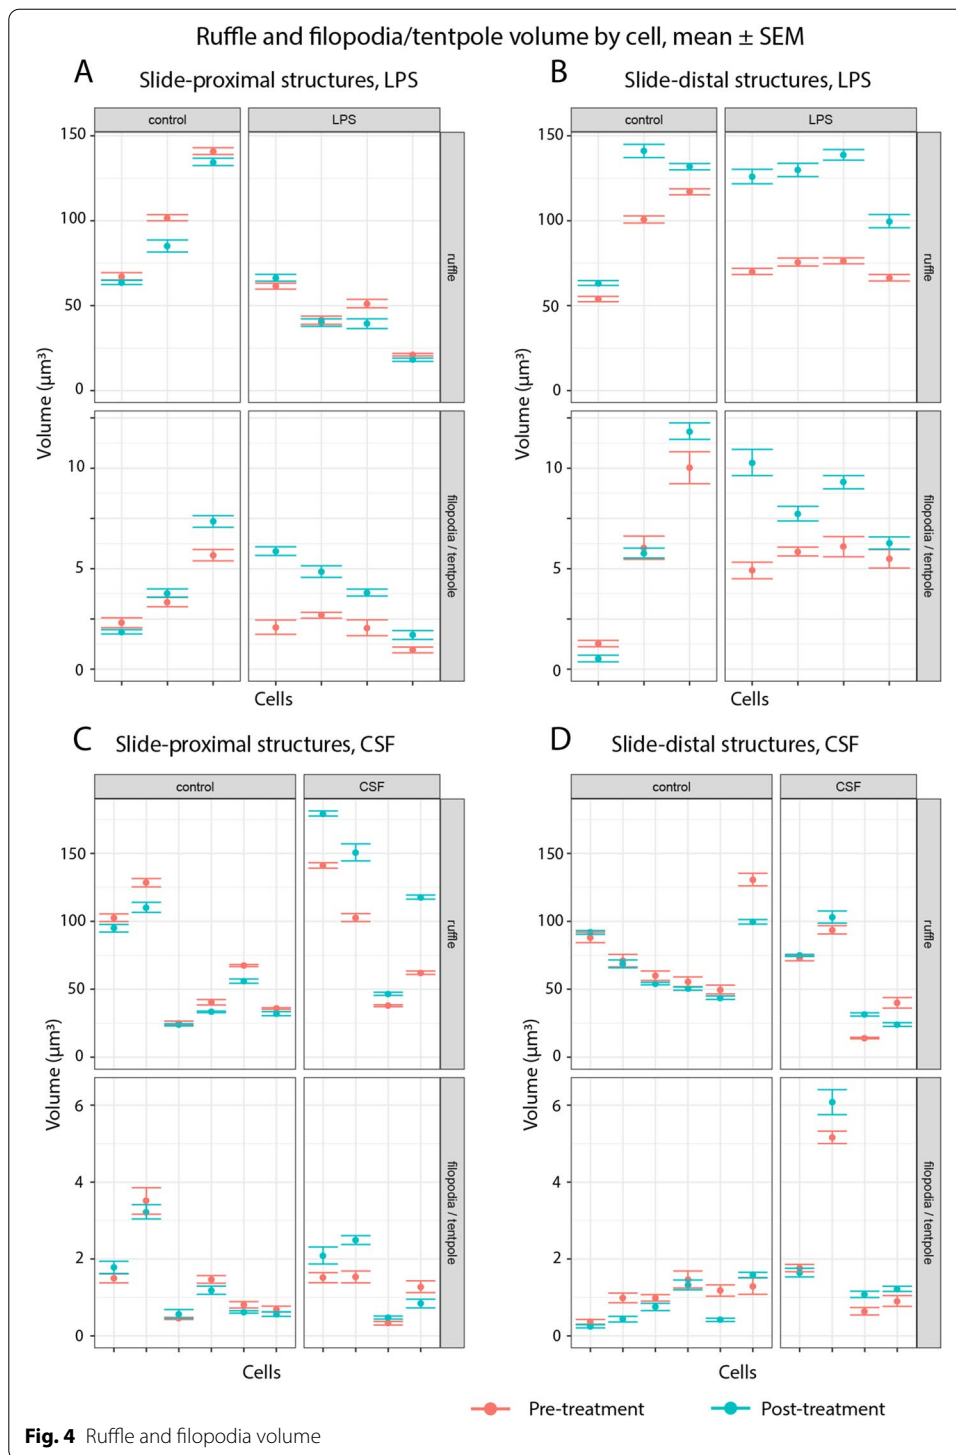 Ruffle and filopodia/tentpole volume by cell, mean ± SEM
A Slide-proximal structures, LPS
control LPS
150
100
50
0
ruffle
10
5
0
filopodia / tentpole
Volume (µm³)
Cells
B Slide-distal structures, LPS
control LPS
150
100
50
0
ruffle
10
5
0
filopodia / tentpole
Volume (µm³)
Cells
C Slide-proximal structures, CSF
control CSF
150
100
50
0
ruffle
6
4
2
0
filopodia / tentpole
Volume (µm³)
Cells
D Slide-distal structures, CSF
control CSF
150
100
50
0
ruffle
6
4
2
0
filopodia / tentpole
Volume (µm³)
Cells
Pre-treatment Post-treatment
Fig. 4 Ruffle and filopodia volume